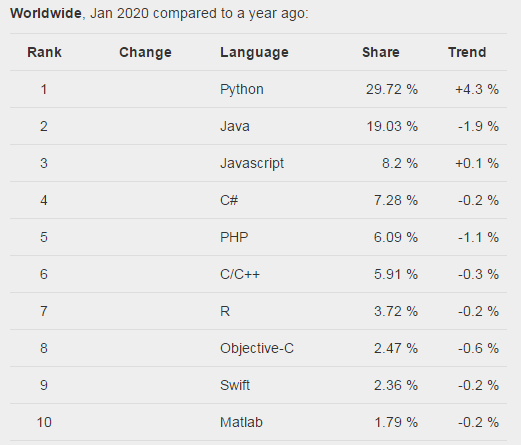 Worldwide, Jan 2020 compared to a year ago:
Rank Change Language Share Trend
1 Python 29.72 % +4.3 %
2 Java 19.03 % -1.9 %
3 Javascript 8.2 % +0.1 %
4 C# 7.28 % -0.2 %
5 PHP 6.09 % -1.1 %
6 C/C++ 5.91 % -0.3 %
7 R 3.72 % -0.2 %
8 Objective-C 2.47 % -0.6 %
9 Swift 2.36 % -0.2 %
10 Matlab 1.79 % -0.2 %